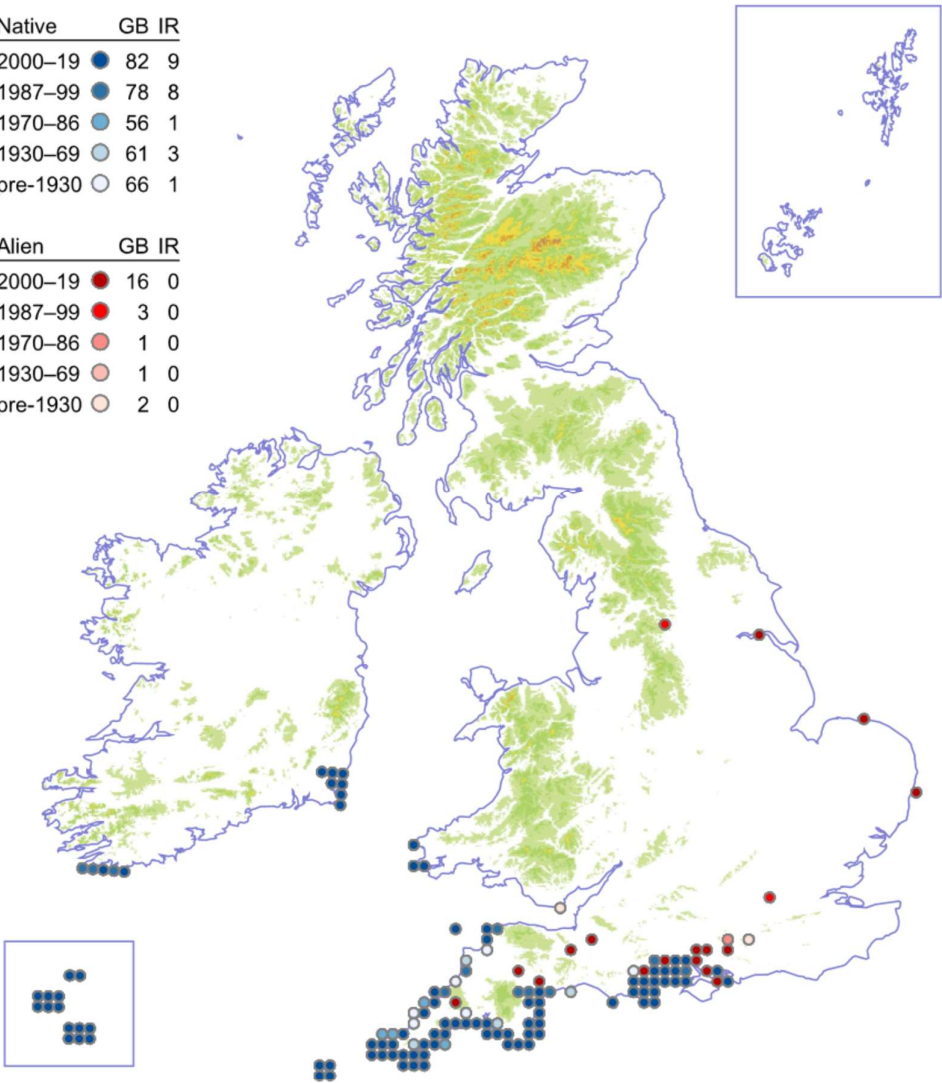 Native GB IR
2000–19 82 9
1987–99 78 8
1970–86 56 1
1930–69 61 3
pre-1930 66 1
Alien GB IR
2000–19 16 0
1987–99 3 0
1970–86 1 0
1930–69 1 0
pre-1930 2 0